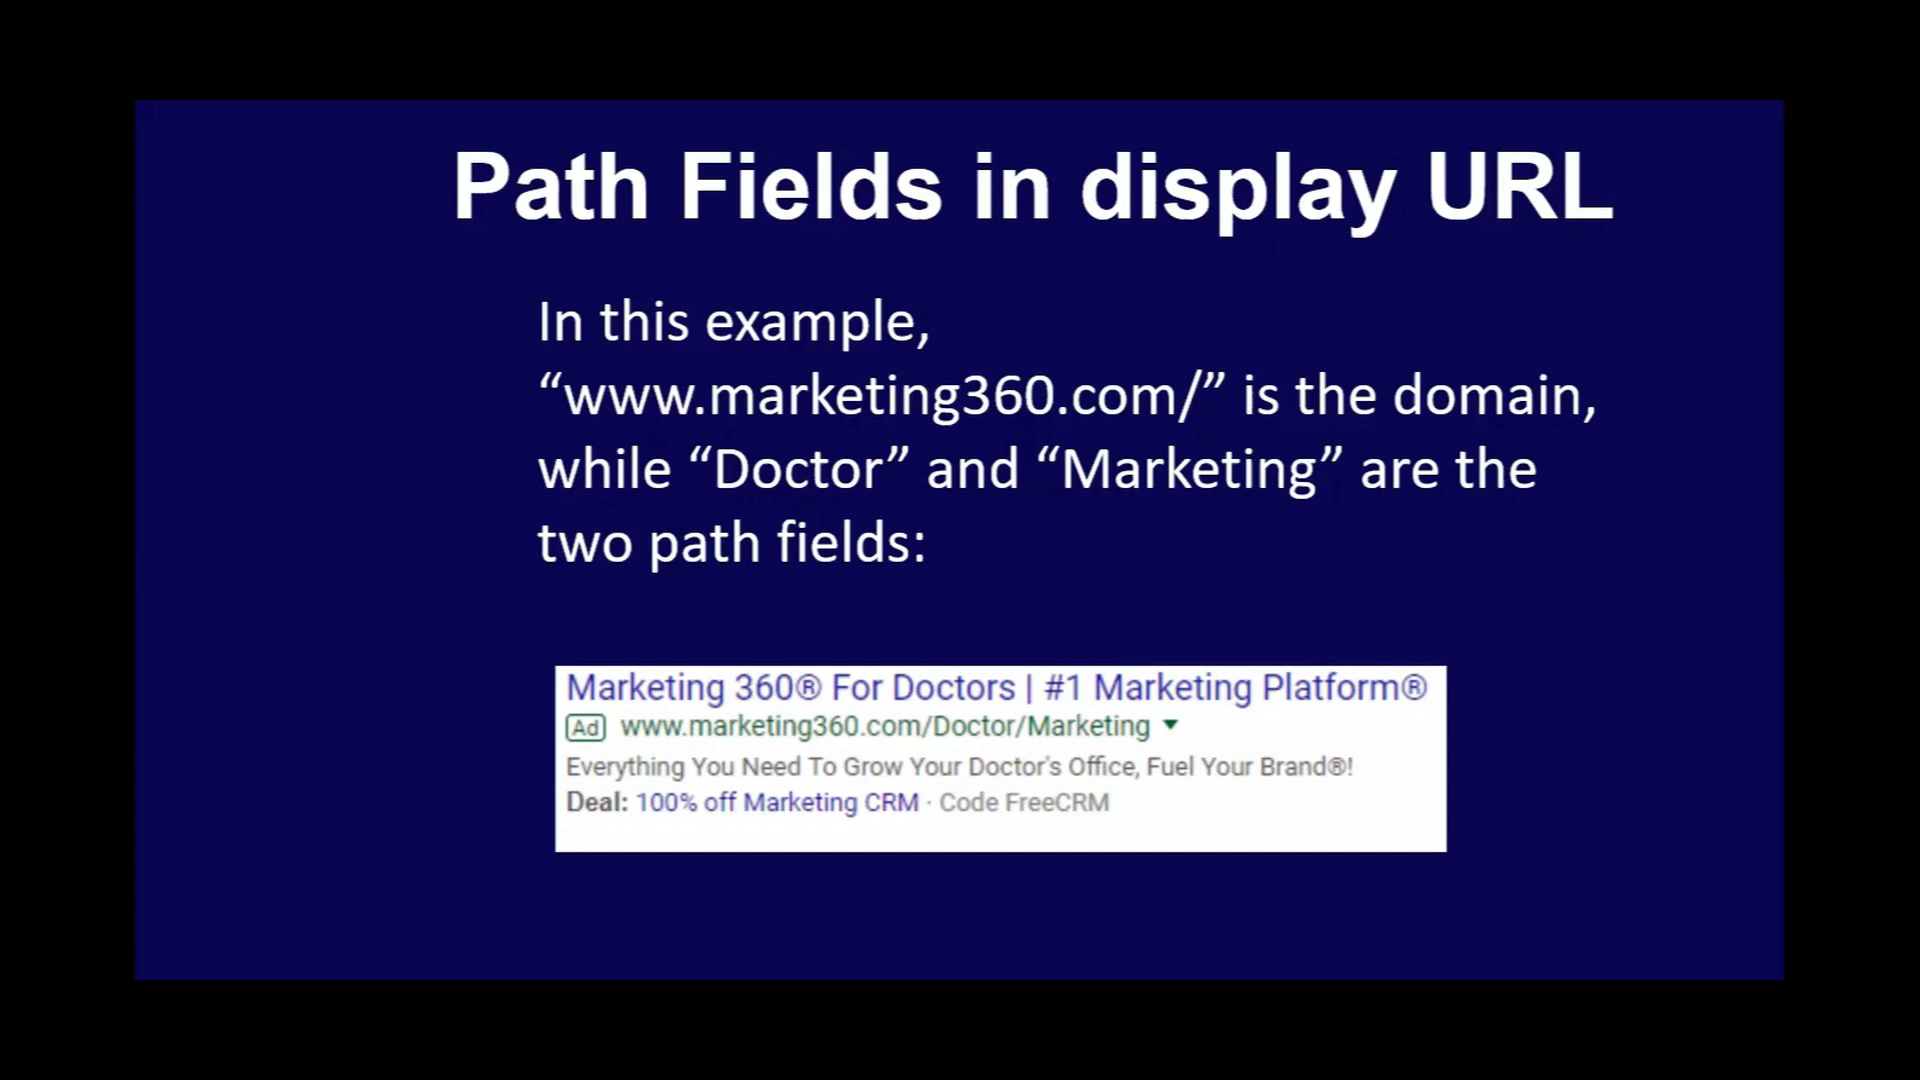 Path Fields in display URL
In this example,
“www.marketing360.com/” is the domain,
while “Doctor” and “Marketing” are the
two path fields:
Marketing 360® For Doctors | #1 Marketing Platform®
Ad www.marketing360.com/Doctor/Marketing
Everything You Need To Grow Your Doctor's Office, Fuel Your Brand®!
Deal: 100% off Marketing CRM · Code FreeCRM